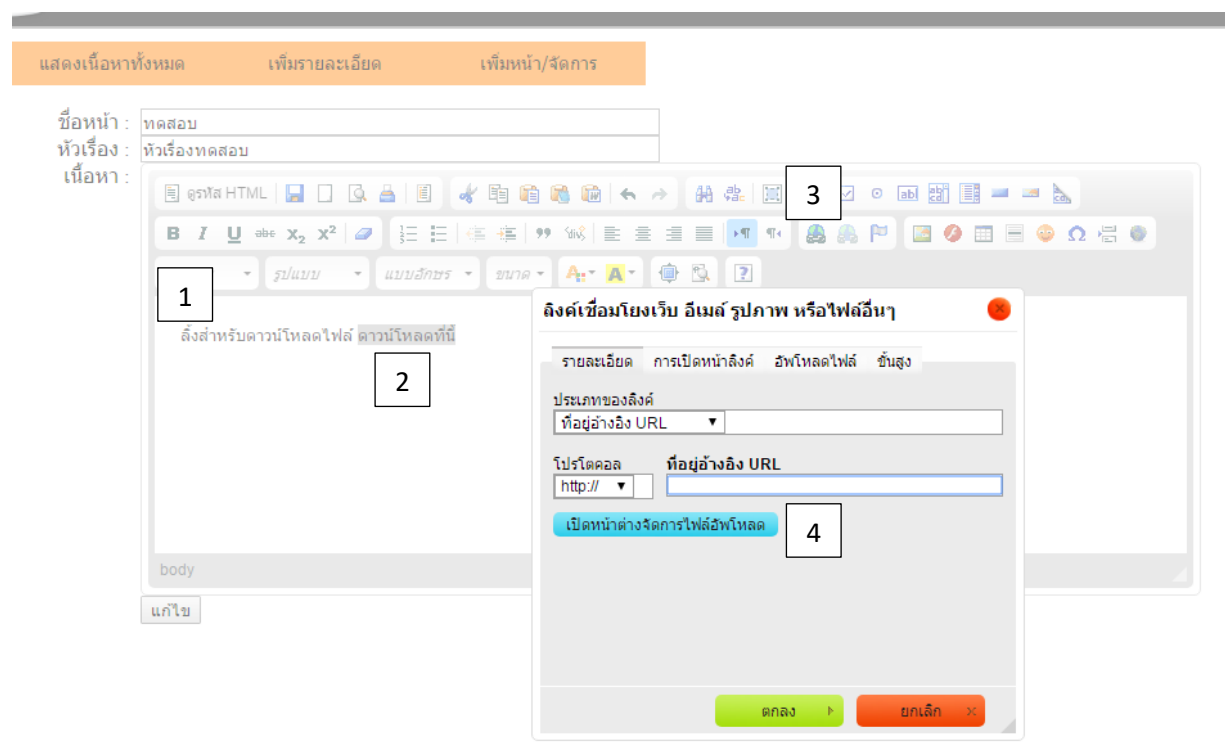 แสดงเนื้อหาทั้งหมด เพิ่มรายละเอียด เพิ่มหน้า/จัดการ
ชื่อหน้า : ทดสอบ
หัวเรื่อง : หัวเรื่องทดสอบ
เนื้อหา :
ดูรหัส HTML 3
B I U abc X₂ X²
รูปแบบ แบบอักษร ขนาด A A ?
1
ลิ้งสำหรับดาวน์โหลดไฟล์ ดาวน์โหลดที่นี้
2
ลิงค์เชื่อมโยงเว็บ อีเมล์ รูปภาพ หรือไฟล์อื่นๆ
รายละเอียด การเปิดหน้าลิงค์ อัพโหลดไฟล์ ขั้นสูง
ประเภทของลิงค์
ที่อยู่อ้างอิง URL
โปรโตคอล ที่อยู่อ้างอิง URL
http://
เปิดหน้าต่างจัดการไฟล์อัพโหลด
4
body
แก้ไข
ตกลง ยกเลิก